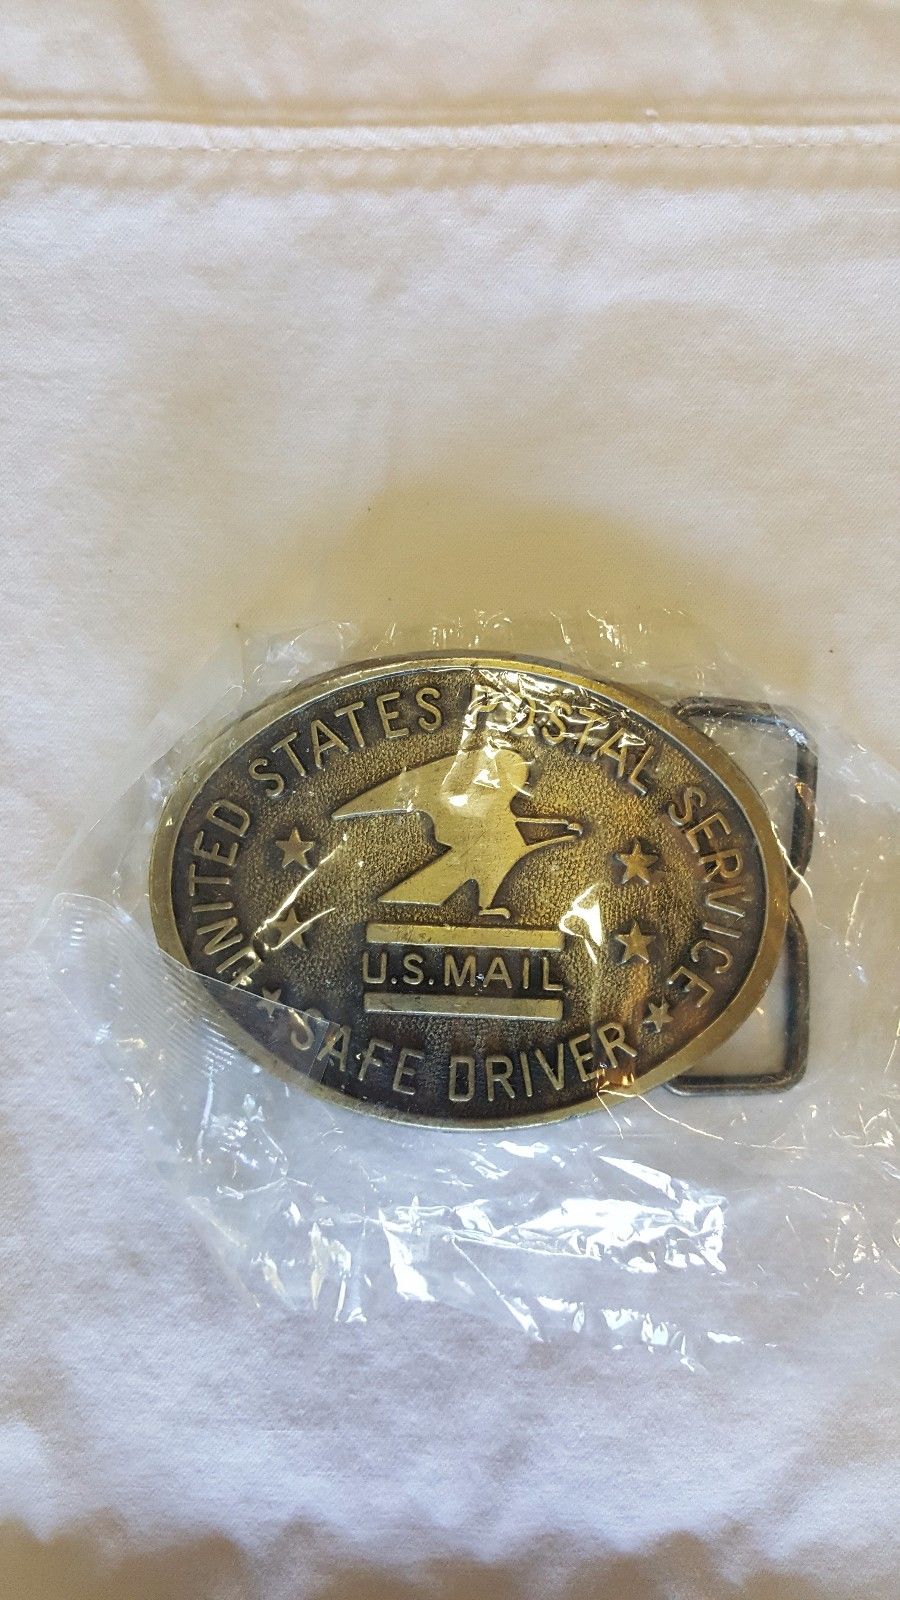 UNITED STATES POSTAL SERVICE
U.S.MAIL
SAFE DRIVER